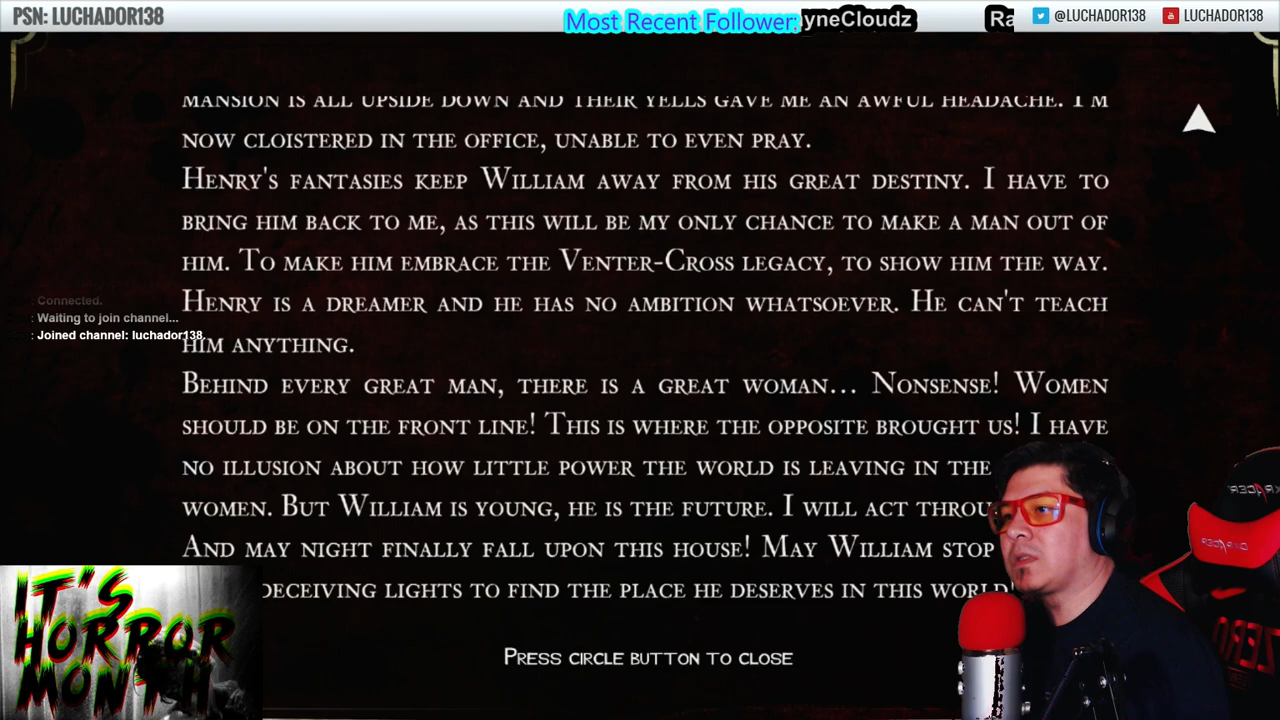 PSN: LUCHADOR138
Most Recent Follower: yneCloudz Ra
@LUCHADOR138 LUCHADOR138
MANSION IS ALL UPSIDE DOWN AND THEIR YELLS GAVE ME AN AWFUL HEADACHE. I'M
NOW CLOISTERED IN THE OFFICE, UNABLE TO EVEN PRAY.
HENRY'S FANTASIES KEEP WILLIAM AWAY FROM HIS GREAT DESTINY. I HAVE TO
BRING HIM BACK TO ME, AS THIS WILL BE MY ONLY CHANCE TO MAKE A MAN OUT OF
HIM. TO MAKE HIM EMBRACE THE VENTER-CROSS LEGACY, TO SHOW HIM THE WAY.
HENRY IS A DREAMER AND HE HAS NO AMBITION WHATSOEVER. HE CAN'T TEACH
HIM ANYTHING.
BEHIND EVERY GREAT MAN, THERE IS A GREAT WOMAN... NONSENSE! WOMEN
SHOULD BE ON THE FRONT LINE! THIS IS WHERE THE OPPOSITE BROUGHT US! I HAVE
NO ILLUSION ABOUT HOW LITTLE POWER THE WORLD IS LEAVING IN THE
WOMEN. BUT WILLIAM IS YOUNG, HE IS THE FUTURE. I WILL ACT THROU
AND MAY NIGHT FINALLY FALL UPON THIS HOUSE! MAY WILLIAM STOP
DECEIVING LIGHTS TO FIND THE PLACE HE DESERVES IN THIS WORLD!
: Connected.
: Waiting to join channel...
: Joined channel: luchador138.
PRESS CIRCLE BUTTON TO CLOSE
IT'S
HORROR
MONTH